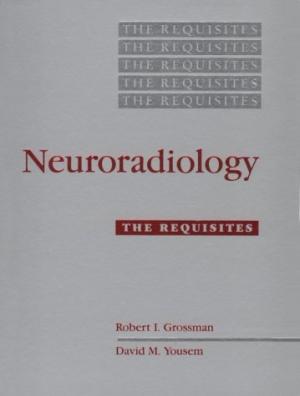 THE REQUISITES
THE REQUISITES
THE REQUISITES
THE REQUISITES
THE REQUISITES
Neuroradiology
THE REQUISITES
Robert I. Grossman
David M. Yousem